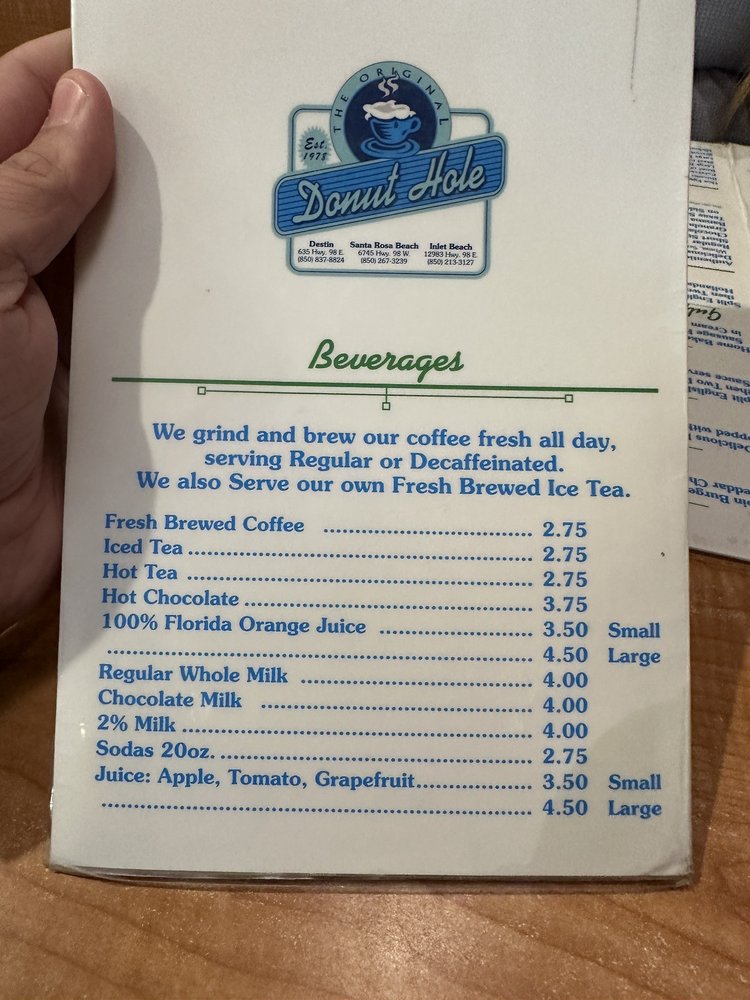 THE ORIGINAL
Est.
1978
Donut Hole
Destin
635 Hwy. 98 E.
(850) 837-8824
Santa Rosa Beach
6745 Hwy. 98 W.
(850) 267-3239
Inlet Beach
12983 Hwy. 98 E.
(850) 213-3127
Beverages
We grind and brew our coffee fresh all day,
serving Regular or Decaffeinated.
We also Serve our own Fresh Brewed Ice Tea.
Fresh Brewed Coffee ................................ 2.75
Iced Tea ................................ 2.75
Hot Tea ................................ 2.75
Hot Chocolate ................................ 3.75
100% Florida Orange Juice ................................ 3.50 Small
................................ 4.50 Large
Regular Whole Milk ................................ 4.00
Chocolate Milk ................................ 4.00
2% Milk ................................ 4.00
Sodas 20oz. ................................ 2.75
Juice: Apple, Tomato, Grapefruit................ 3.50 Small
................................ 4.50 Large